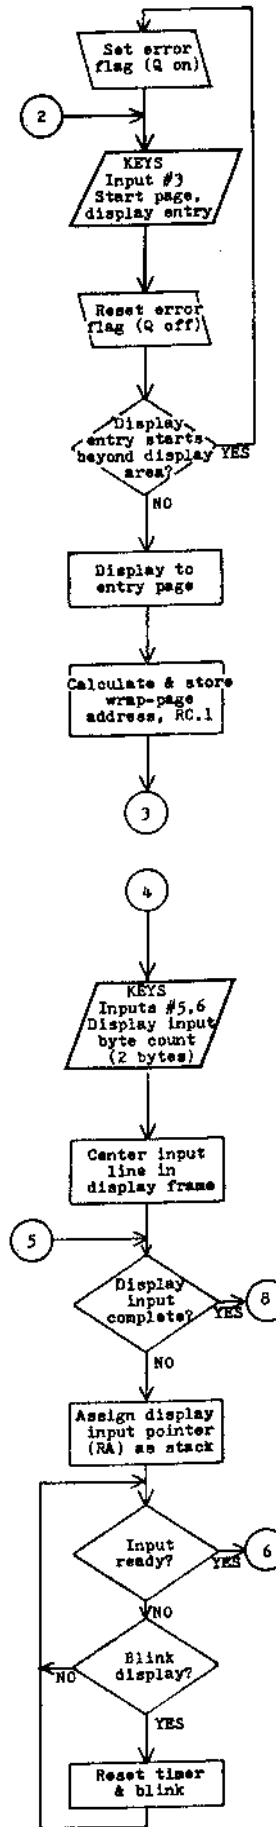 Set error
flag (Q on)
2
KEYS
Input #3
Start page,
display entry
Reset error
flag (Q off)
Display
entry starts
beyond display
area?
YES
NO
Display to
entry page
Calculate & store
wrap-page
address, RC.1
3
4
KEYS
Inputs #5,6
Display input
byte count
(2 bytes)
Center input
line in
display frame
5
Display
input
complete?
YES
8
NO
Assign display
input pointer
(RA) as stack
Input
ready?
YES
6
NO
Blink
display?
NO
YES
Reset timer
& blink